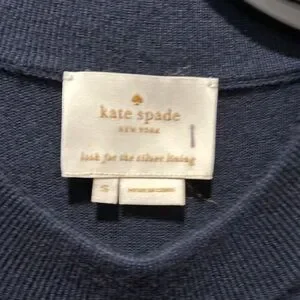 kate spade
NEW YORK
look for the silver lining
S